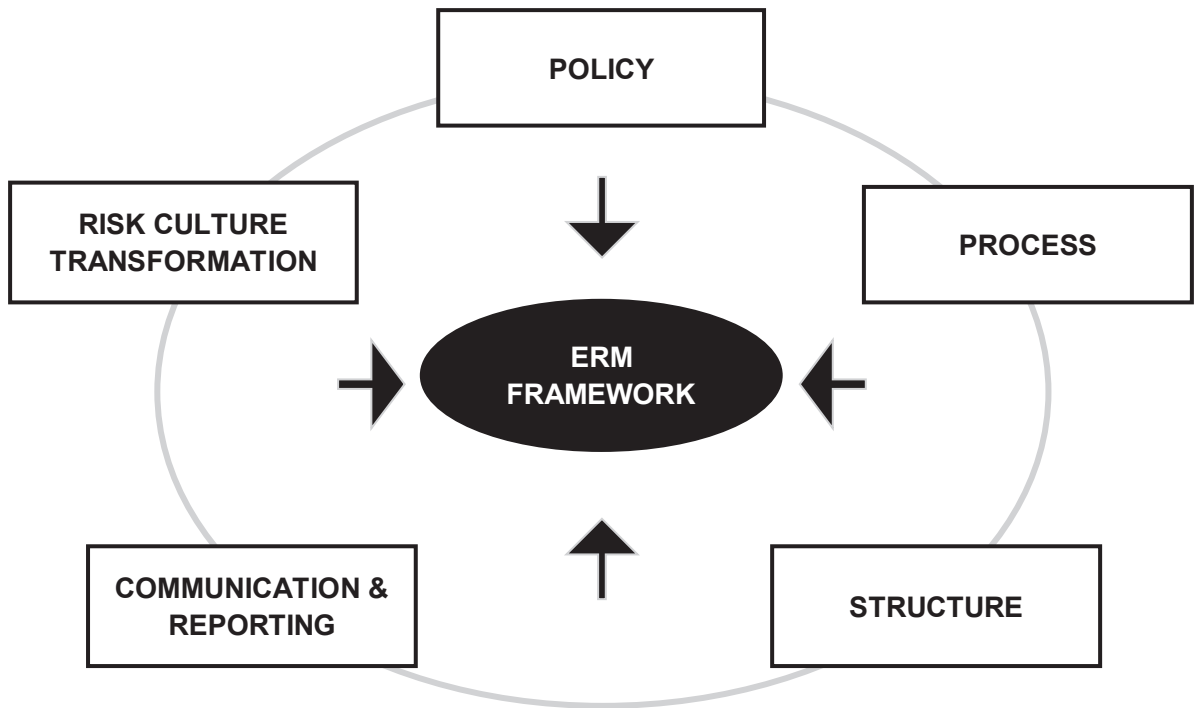 POLICY
RISK CULTURE
TRANSFORMATION
PROCESS
ERM
FRAMEWORK
COMMUNICATION &
REPORTING
STRUCTURE